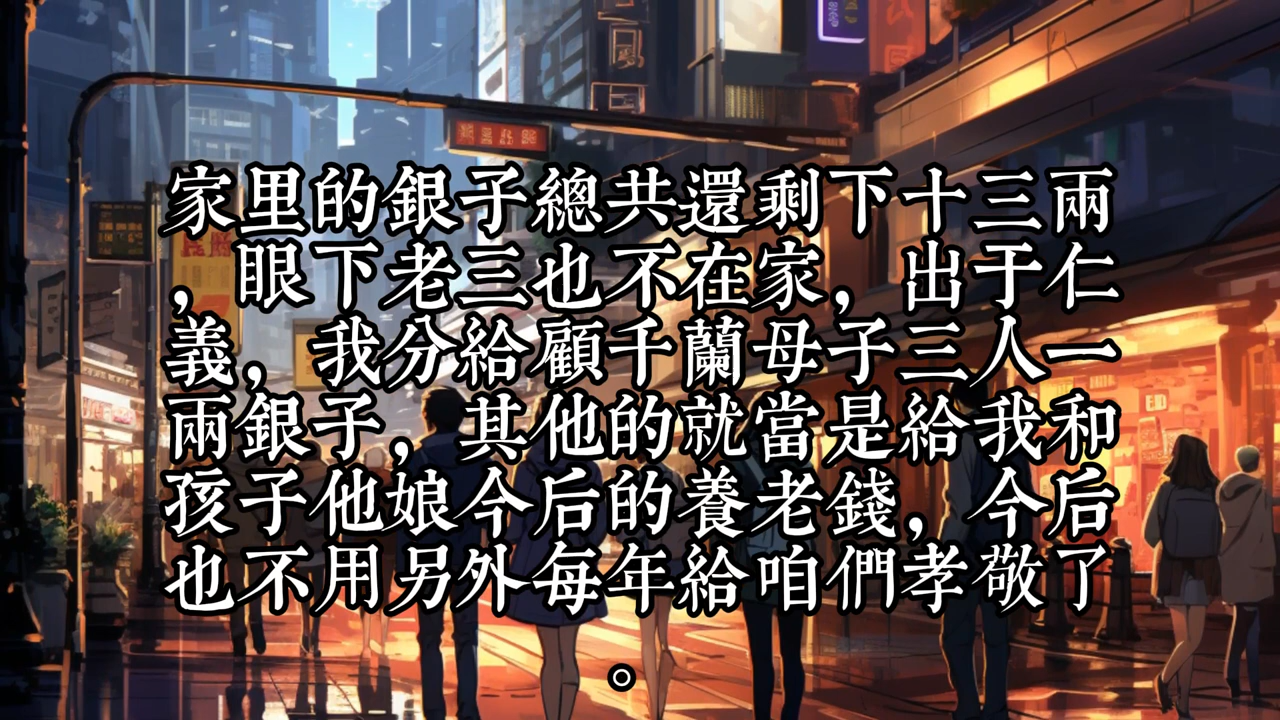 家里的銀子總共還剩下十三兩
，眼下老三也不在家，出于仁
義，我分給顧千蘭母子三人一
兩銀子，其他的就當是給我和
孩子他娘今后的養老錢，今后
也不用另外每年給咱們孝敬了
。